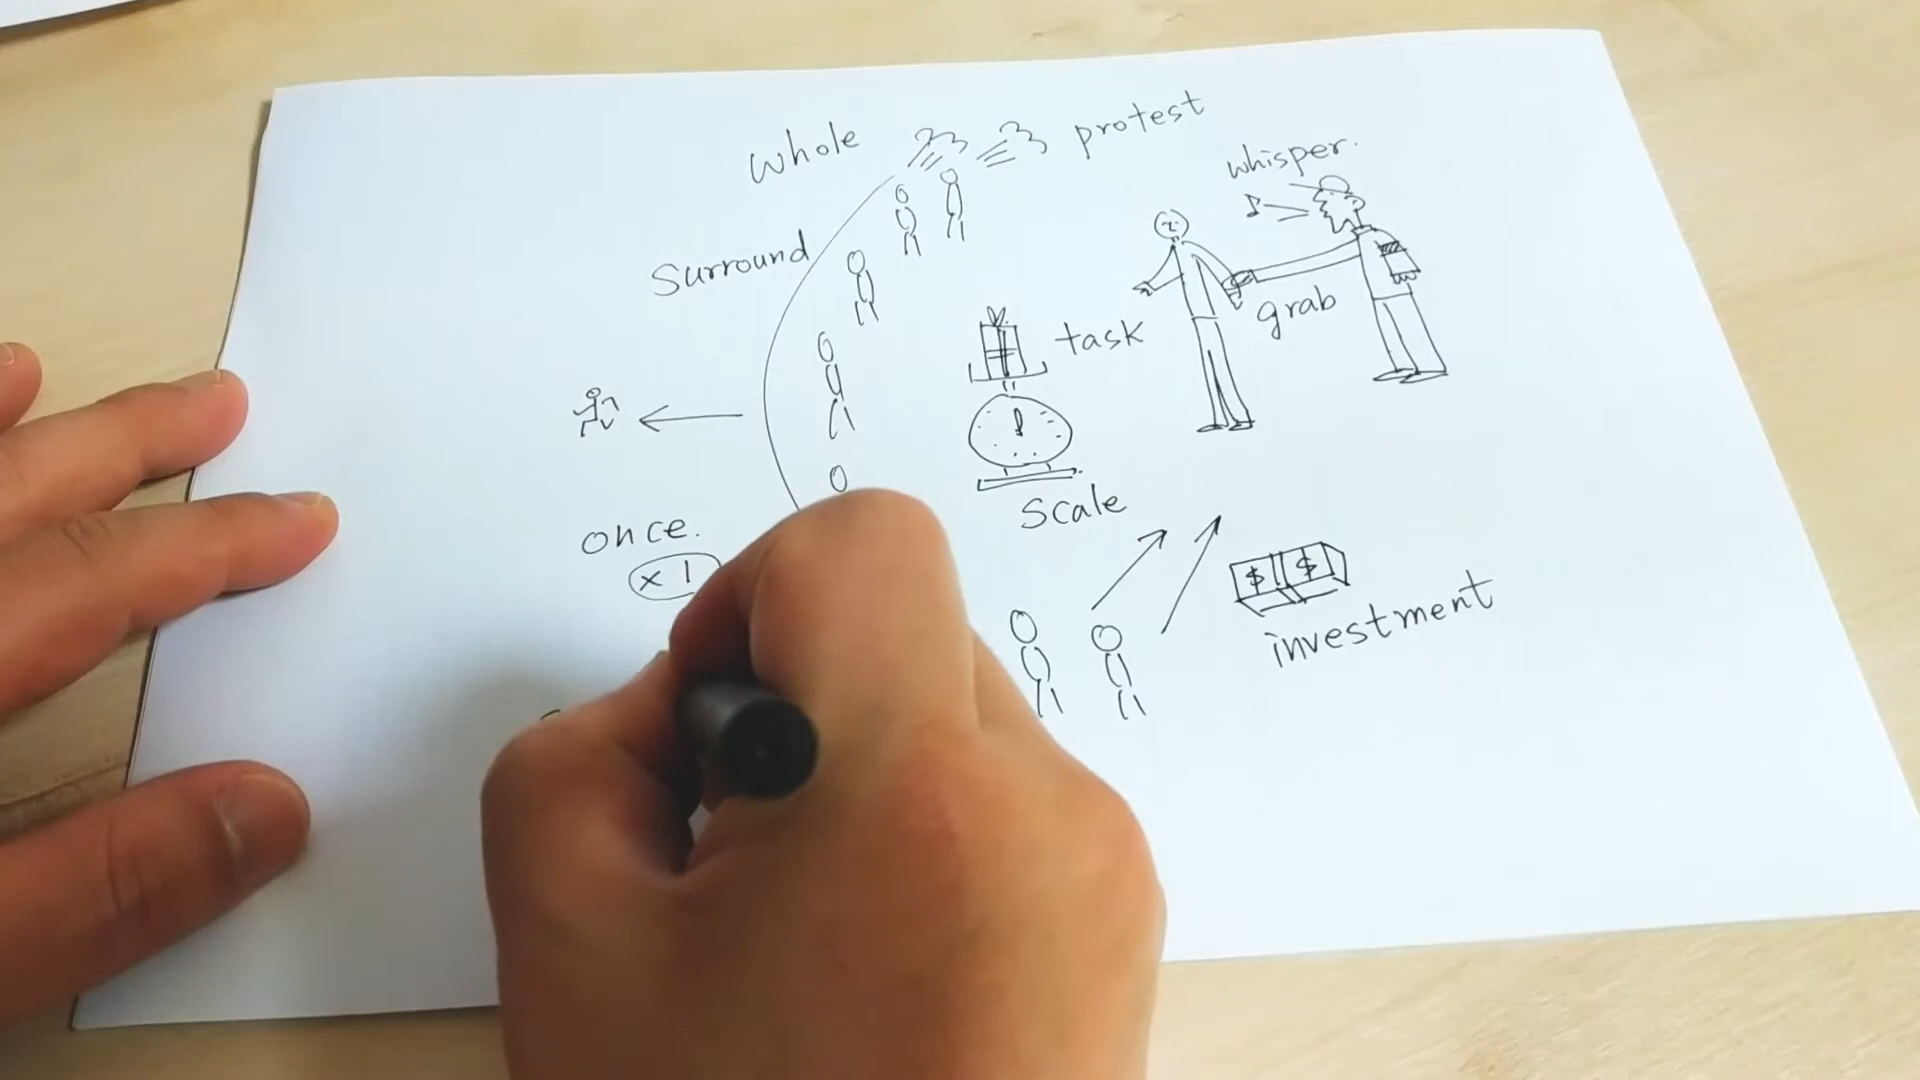 whole
protest
whisper.
Surround
grab
task
Scale
once.
x 1
$ $
investment